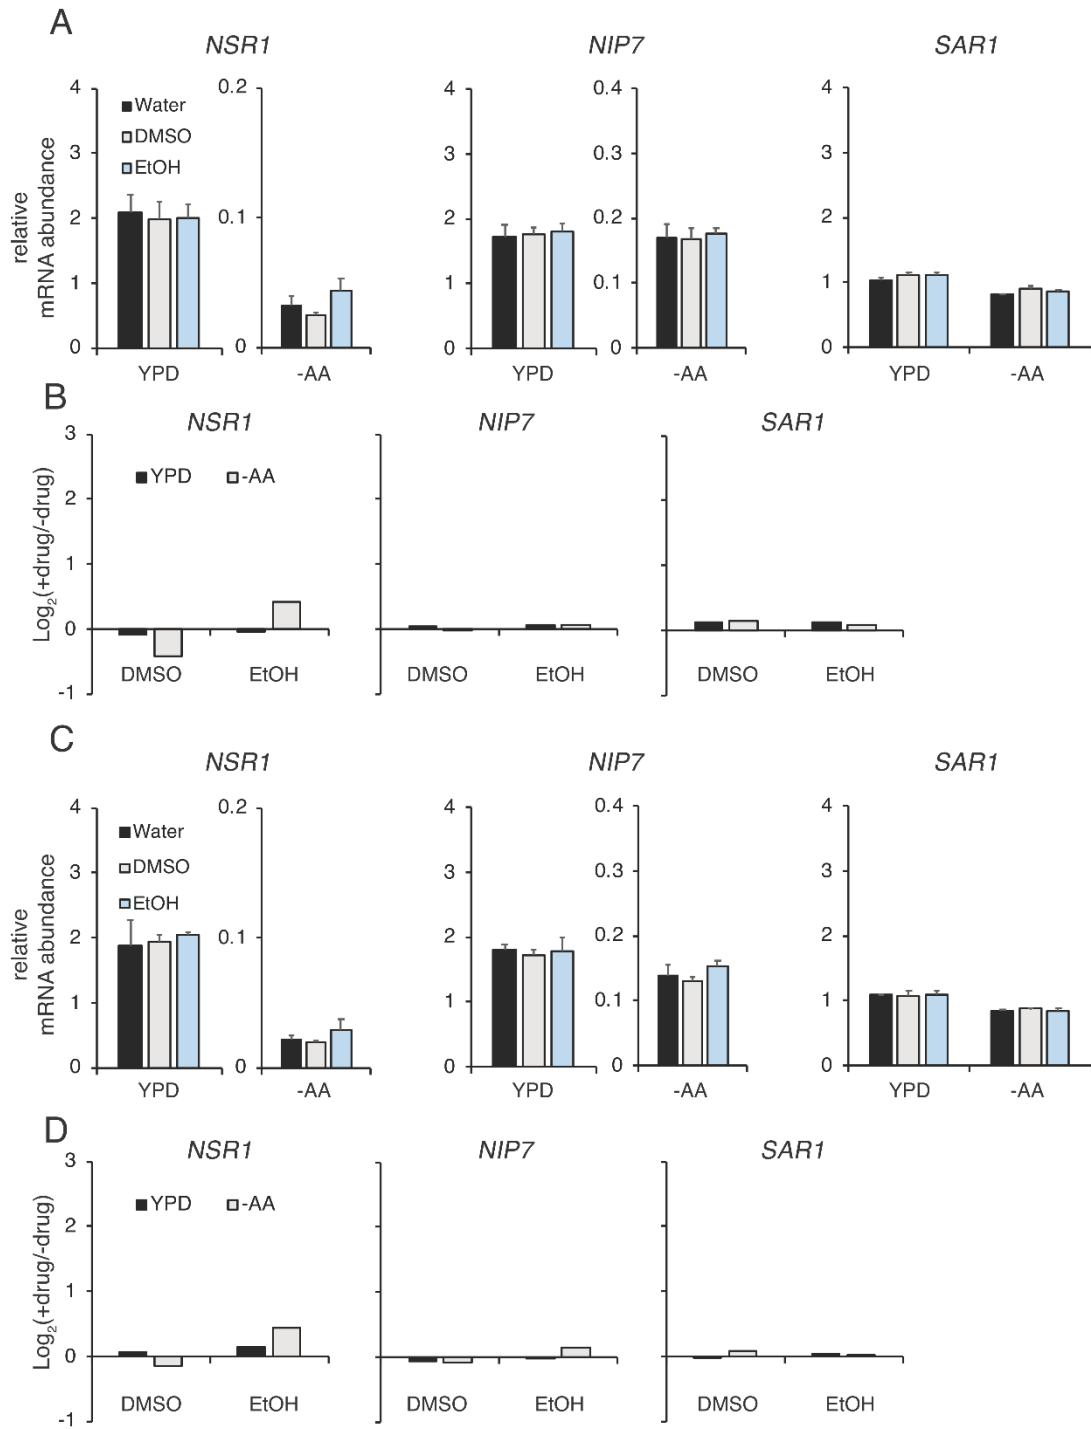 A
NSR1 NIP7 SAR1
4 0.2 4 0.4 4
Water
DMSO
EtOH
3 3 0.3 3
relative
mRNA abundance
2 0.1 2 0.2 2
1 1 0.1 1
0 0 0 0 0
YPD -AA YPD -AA YPD -AA
B
NSR1 NIP7 SAR1
3
YPD -AA
2
Log2(+drug/-drug)
1
0
DMSO EtOH DMSO EtOH DMSO EtOH
-1
C
NSR1 NIP7 SAR1
4 0.2 4 0.4 4
Water
DMSO
EtOH
3 3 0.3 3
relative
mRNA abundance
2 0.1 2 0.2 2
1 1 0.1 1
0 0 0 0 0
YPD -AA YPD -AA YPD -AA
D
NSR1 NIP7 SAR1
3
YPD -AA
2
Log2(+drug/-drug)
1
0
DMSO EtOH DMSO EtOH DMSO EtOH
-1